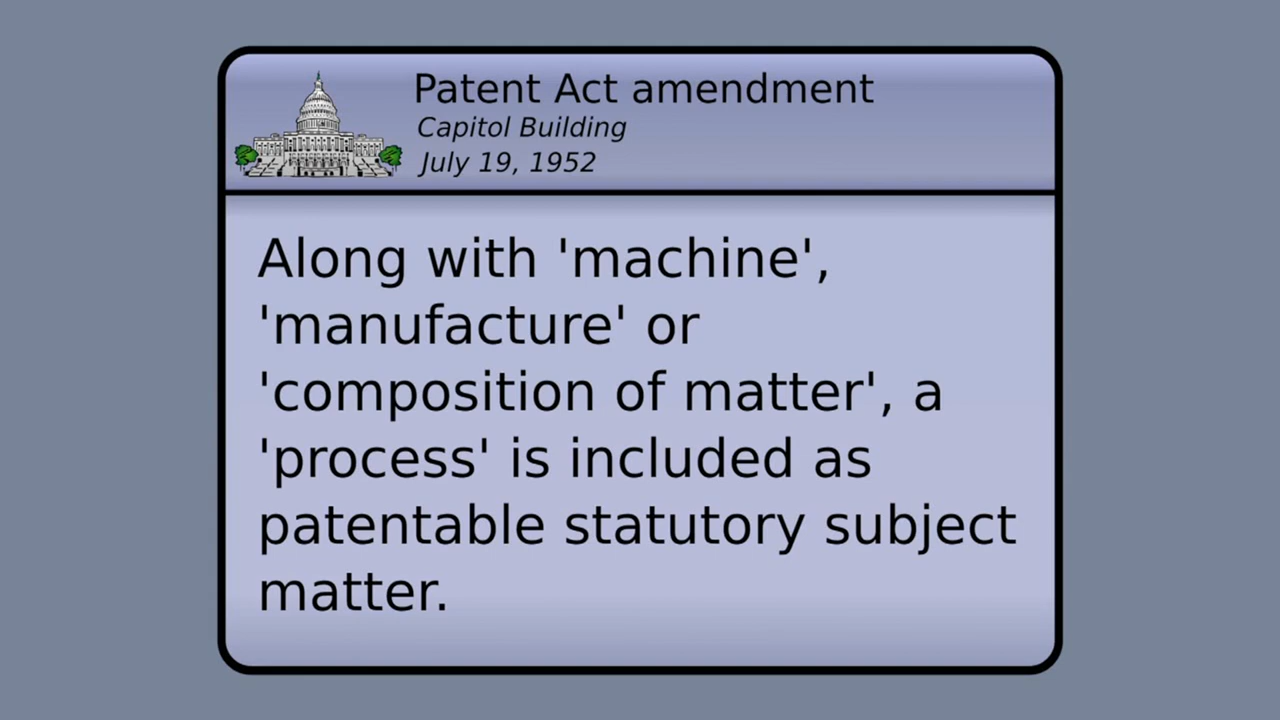 Patent Act amendment
Capitol Building
July 19, 1952
Along with 'machine',
'manufacture' or
'composition of matter', a
'process' is included as
patentable statutory subject
matter.